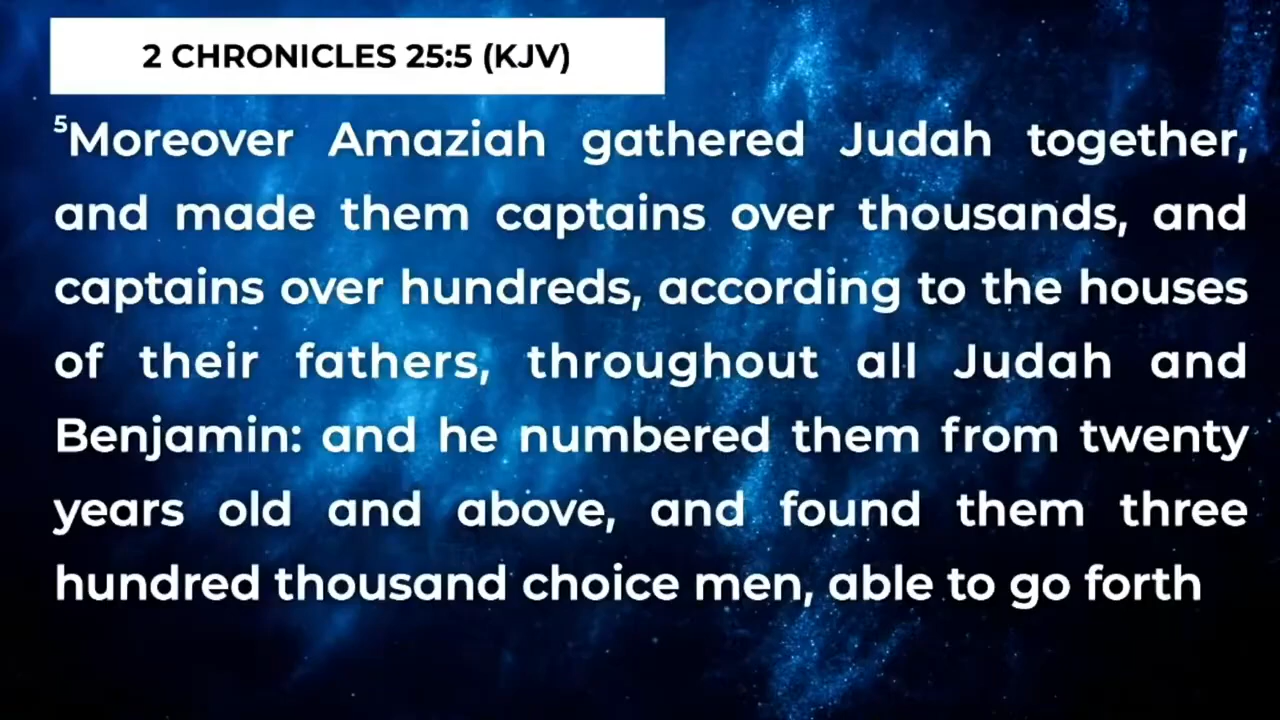 2 CHRONICLES 25:5 (KJV)
⁵Moreover Amaziah gathered Judah together,
and made them captains over thousands, and
captains over hundreds, according to the houses
of their fathers, throughout all Judah and
Benjamin: and he numbered them from twenty
years old and above, and found them three
hundred thousand choice men, able to go forth